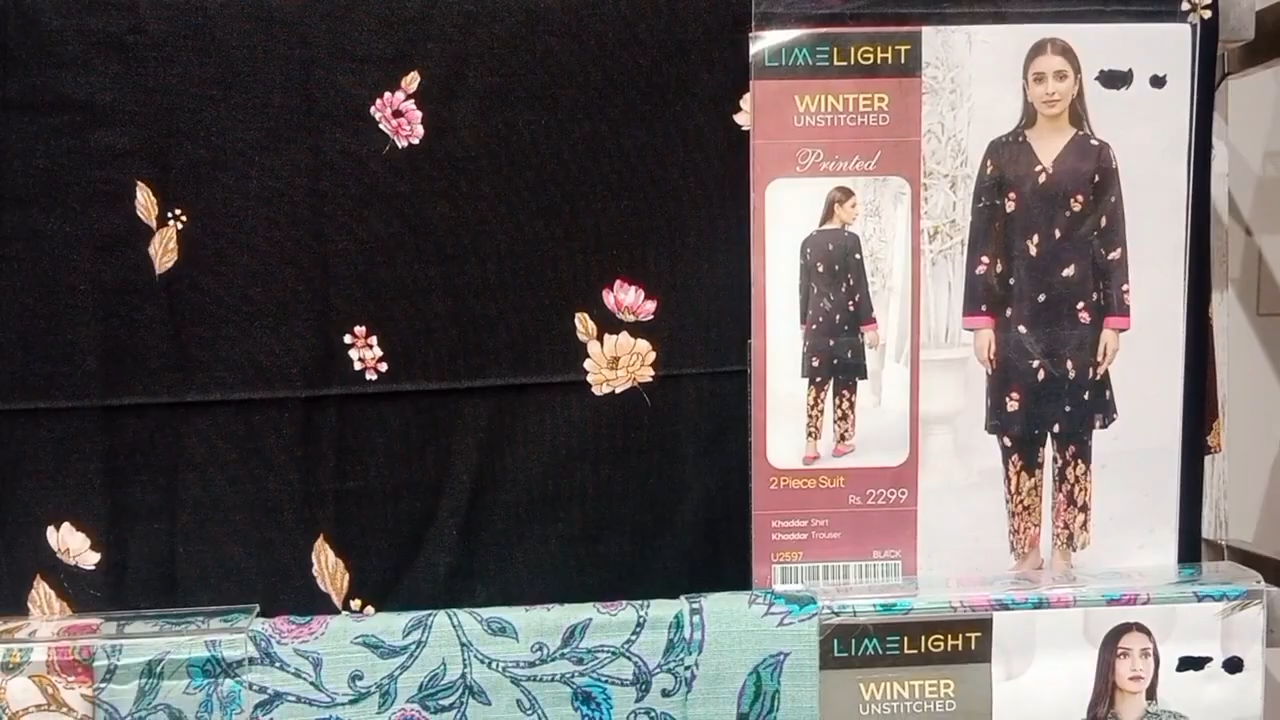 LIMELIGHT
WINTER
UNSTITCHED
Printed
2 Piece Suit
Rs. 2299
Khaddar Shirt
Khaddar Trouser
U2597 BLACK
LIMELIGHT
WINTER
UNSTITCHED